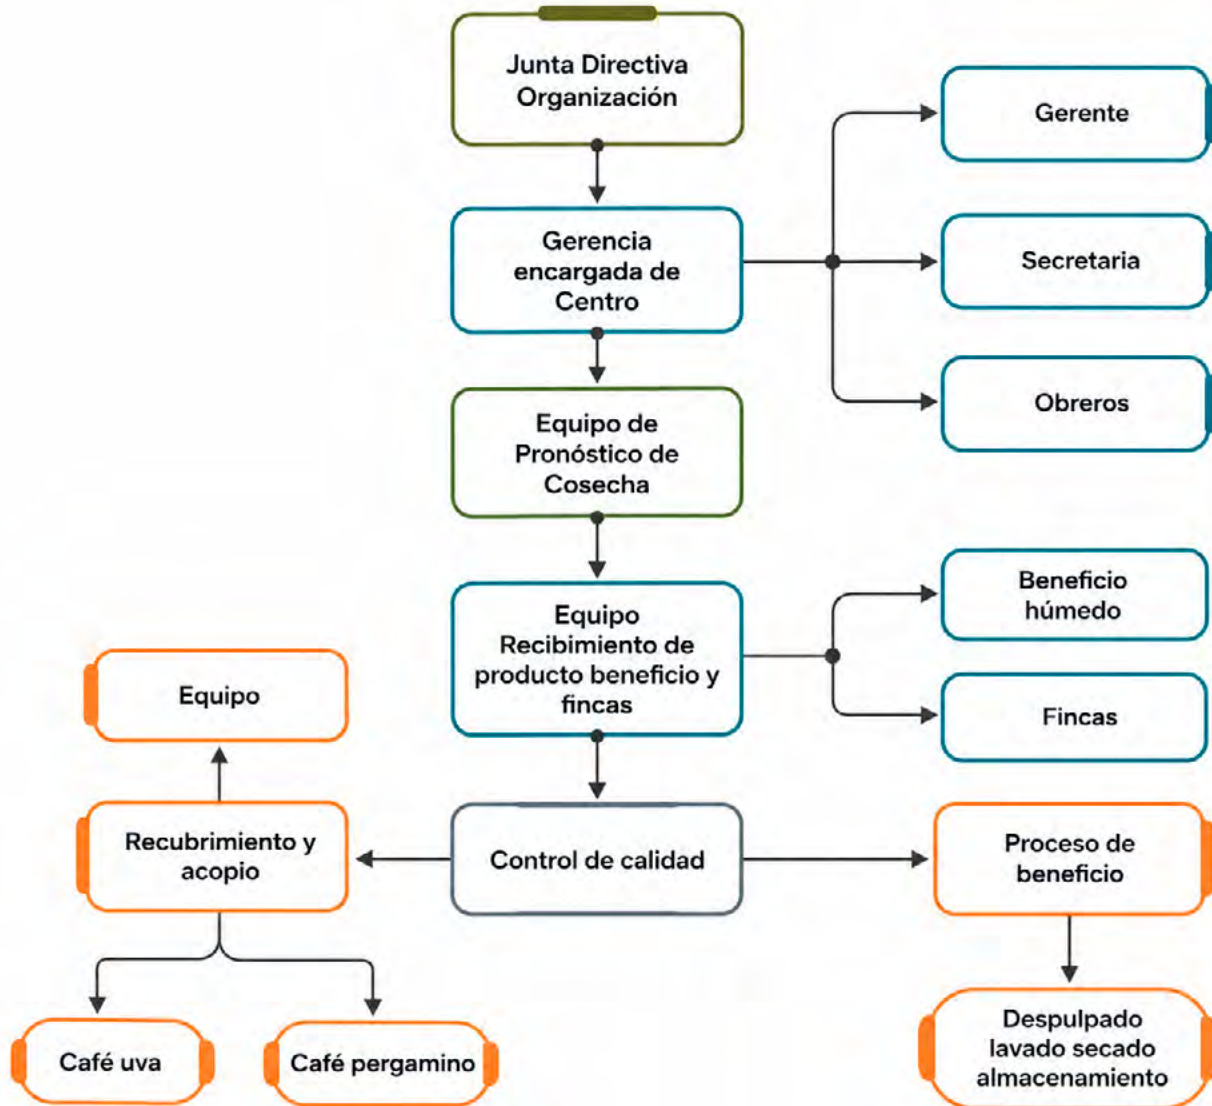 Junta Directiva
Organización
Gerente
Gerencia
encargada de
Centro
Secretaria
Obreros
Equipo de
Pronóstico de
Cosecha
Equipo
Recibimiento de
producto beneficio y
fincas
Beneficio
húmedo
Fincas
Equipo
Recubrimiento y
acopio
Control de calidad
Proceso de
beneficio
Café uva
Café pergamino
Despulpado
lavado secado
almacenamiento